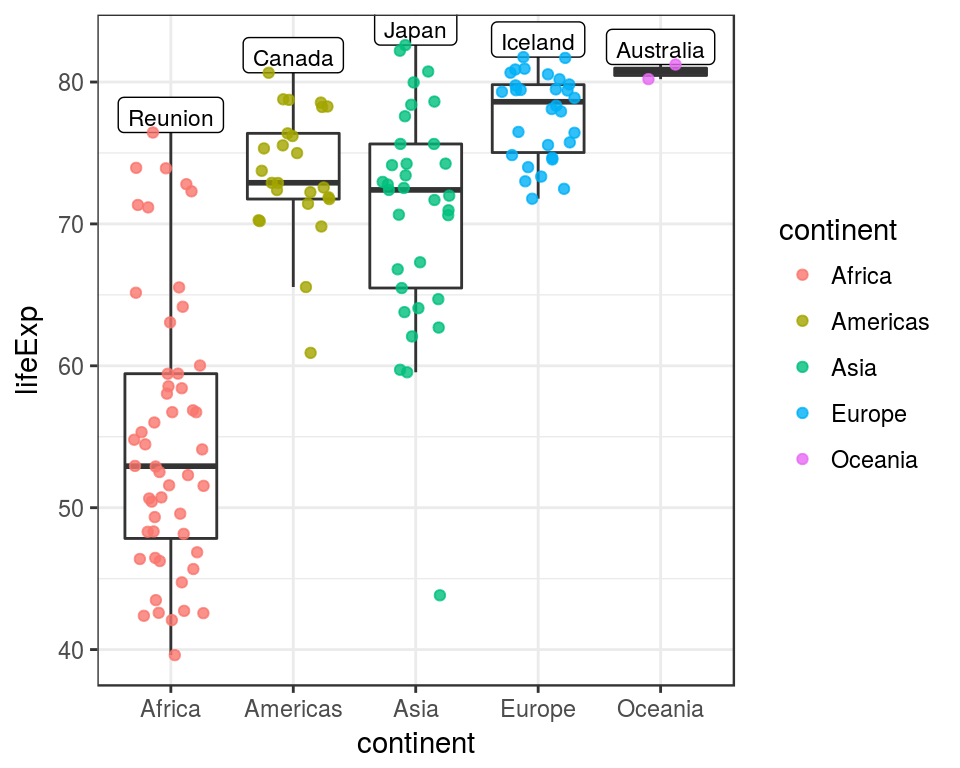 Japan
Iceland
Australia
Canada
Reunion
80
70
60
50
40
lifeExp
Africa
Americas
Asia
Europe
Oceania
continent
continent
Africa
Americas
Asia
Europe
Oceania